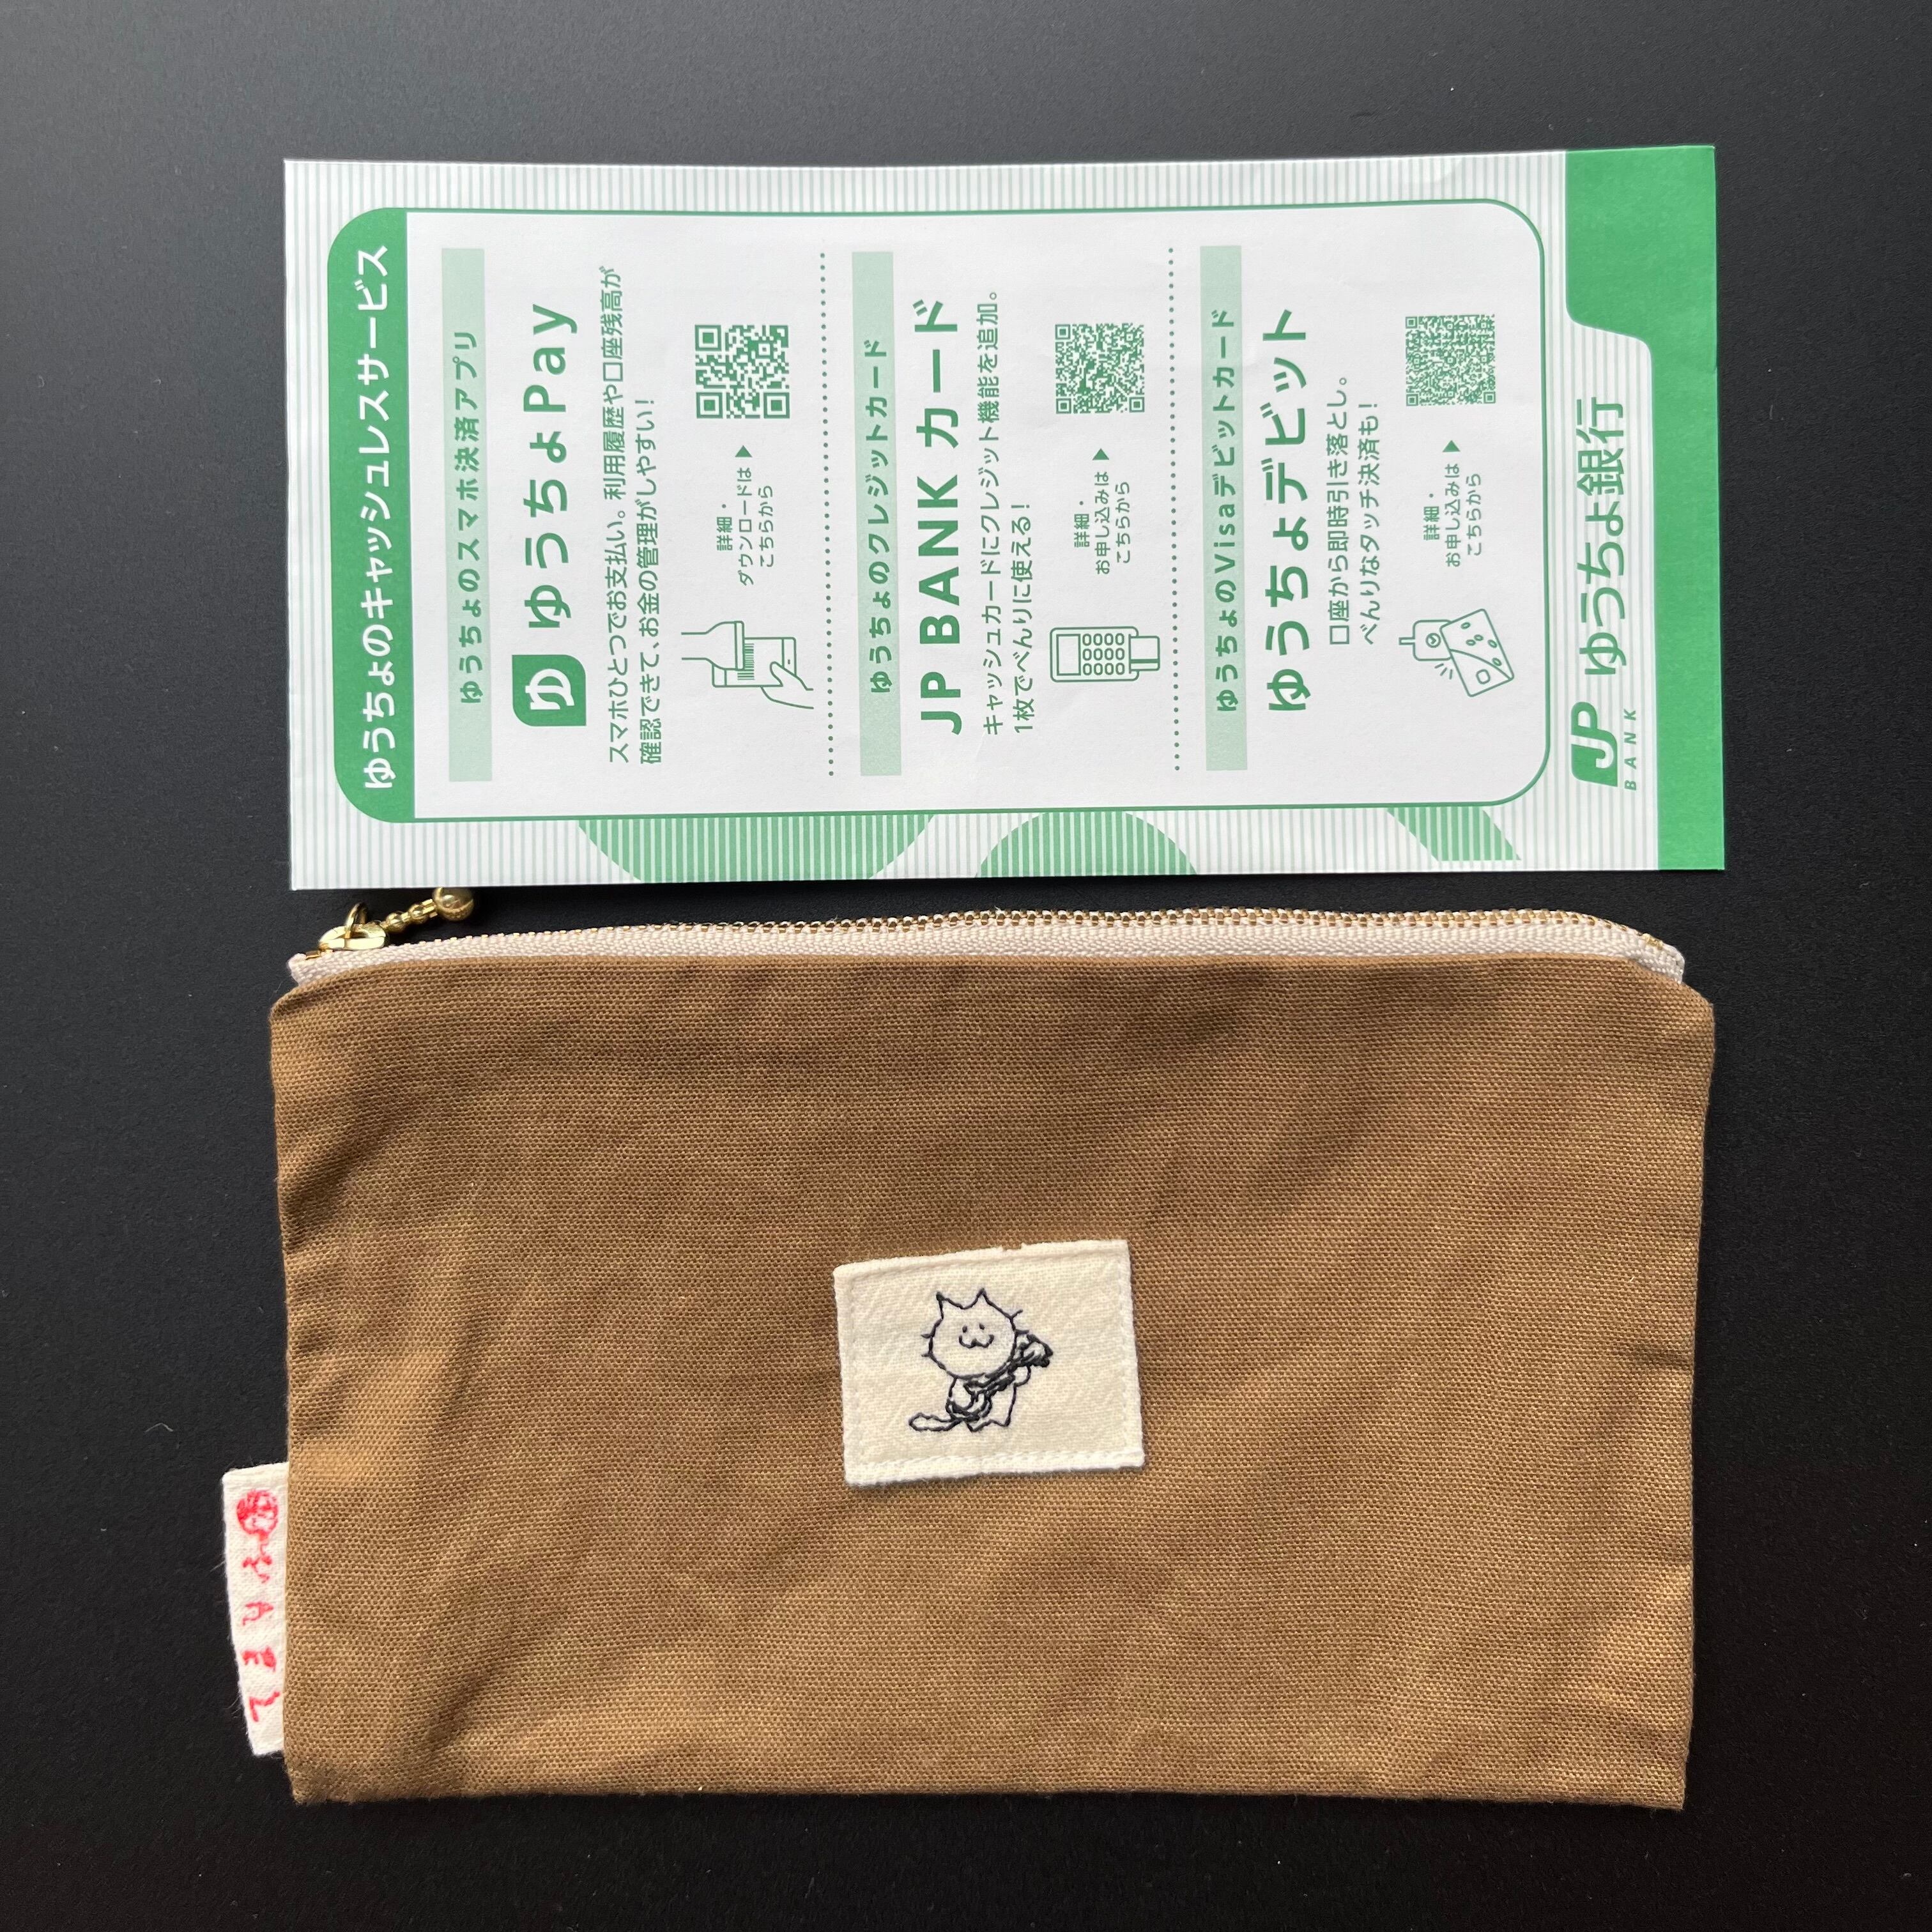 ゆうちょのキャッシュレスサービス
ゆうちょのスマホ決済アプリ
ゆ ゆうちょPay
スマホひとつでお支払い。利用履歴や口座残高が
確認できて、お金の管理がしやすい!
詳細・
ダウンロードは▶
こちらから
ゆうちょのクレジットカード
JP BANK カード
キャッシュカードにクレジット機能を追加。
1枚でべんりに使える!
詳細・
お申し込みは▶
こちらから
ゆうちょのVisaデビットカード
ゆうちょデビット
口座から即時引き落とし。
べんりなタッチ決済も!
詳細・
お申し込みは▶
こちらから
JP ゆうちょ銀行
BANK